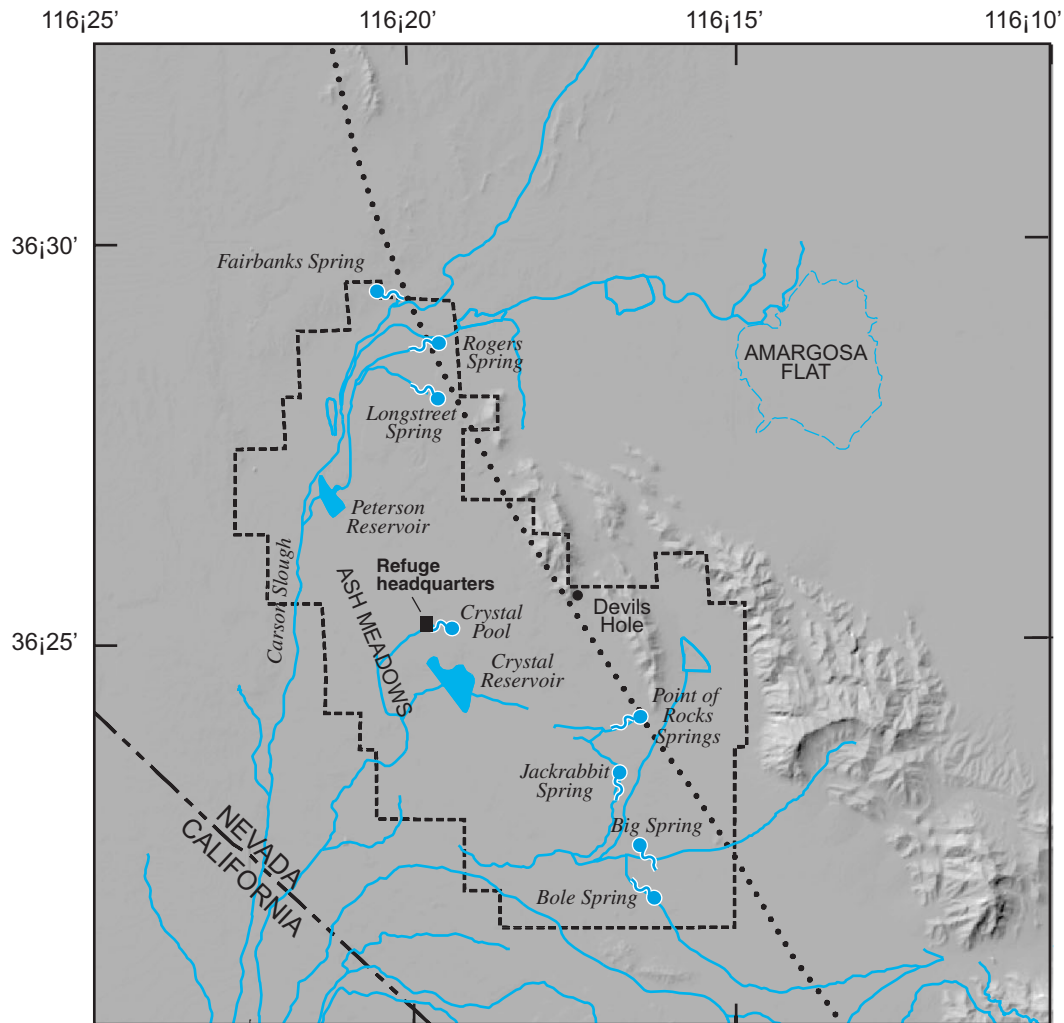 116¡25’
116¡20’
116¡15’
116¡10’
36¡30’
Fairbanks Spring
Rogers
Spring
AMARGOSA
FLAT
Longstreet
Spring
Peterson
Reservoir
Carson Slough
ASH MEADOWS
Refuge
headquarters
Devils
Hole
Crystal
Pool
36¡25’
Crystal
Reservoir
Point of
Rocks
Springs
Jackrabbit
Spring
Big Spring
NEVADA
CALIFORNIA
Bole Spring